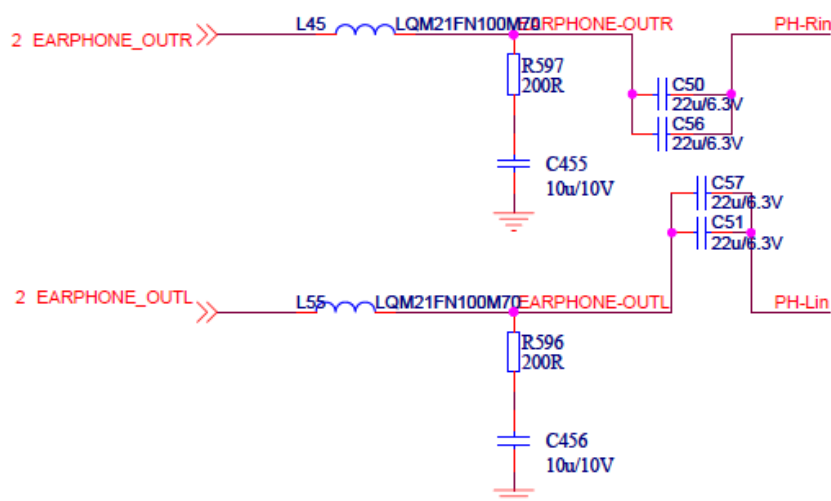 2 EARPHONE_OUTR
L45
LQM21FN100M70
EARPHONE-OUTR
PH-Rin
R597
200R
C50
22u/6.3V
C56
22u/6.3V
C455
10u/10V
C57
22u/6.3V
C51
22u/6.3V
2 EARPHONE_OUTL
L55
LQM21FN100M70
EARPHONE-OUTL
PH-Lin
R596
200R
C456
10u/10V